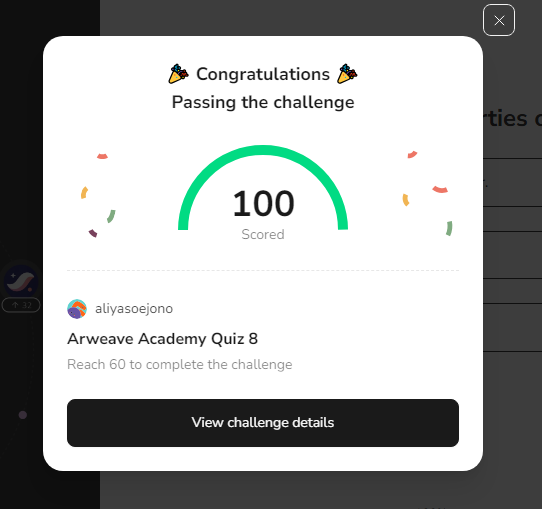 Congratulations
Passing the challenge
rties
100
Scored
33
aliyasoejono
Arweave Academy Quiz 8
Reach 60 to complete the challenge
View challenge details